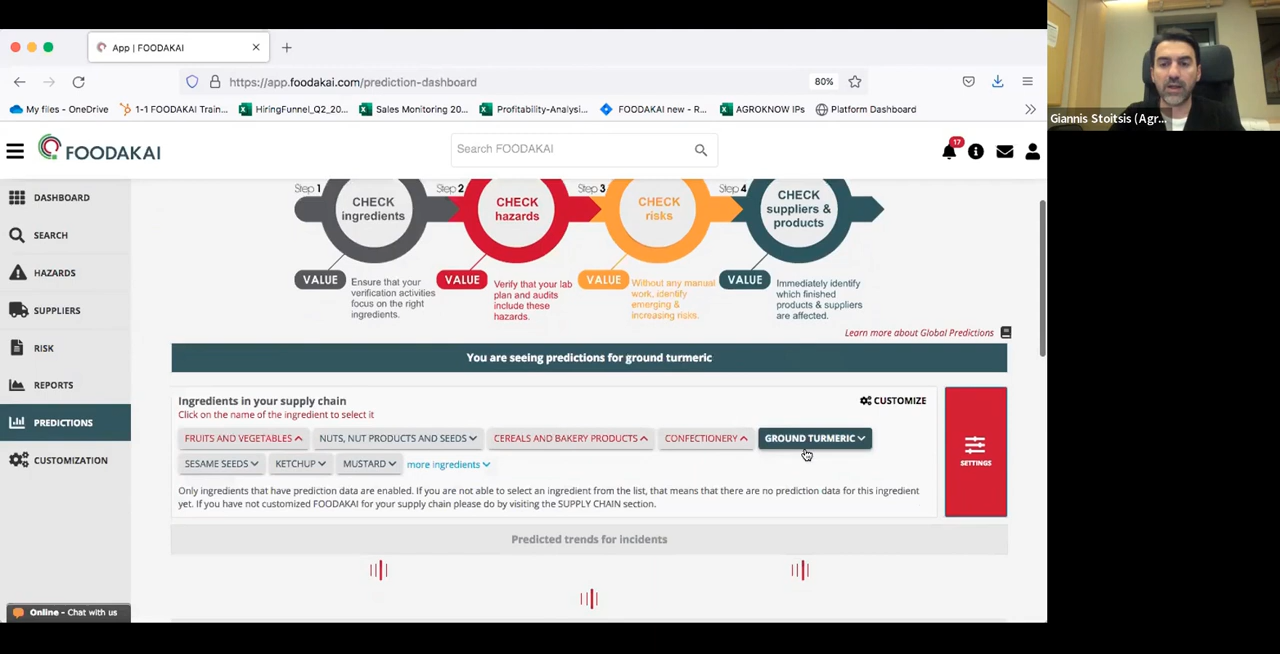 App | FOODAKAI
https://app.foodakai.com/prediction-dashboard
80%
My files - OneDrive
1-1 FOODAKAI Train...
HiringFunnel_Q2_20...
Sales Monitoring 20...
Profitability-Analysi...
FOODAKAI new - R...
AGROKNOW IPs
Platform Dashboard
Giannis Stoitsis (Agr...
FOODAKAI
Search FOODAKAI
17
DASHBOARD
SEARCH
HAZARDS
SUPPLIERS
RISK
REPORTS
PREDICTIONS
CUSTOMIZATION
Step 1
CHECK
ingredients
VALUE
Ensure that your
verification activities
focus on the right
ingredients.
Step 2
CHECK
hazards
VALUE
Verify that your lab
plan and audits
include these
hazards.
Step 3
CHECK
risks
VALUE
Without any manual
work, identify
emerging &
increasing risks.
Step 4
CHECK
suppliers &
products
VALUE
Immediately identify
which finished
products & suppliers
are affected.
Learn more about Global Predictions
You are seeing predictions for ground turmeric
Ingredients in your supply chain
CUSTOMIZE
Click on the name of the ingredient to select it
FRUITS AND VEGETABLES
NUTS, NUT PRODUCTS AND SEEDS
CEREALS AND BAKERY PRODUCTS
CONFECTIONERY
GROUND TURMERIC
SESAME SEEDS
KETCHUP
MUSTARD
more ingredients
SETTINGS
Only ingredients that have prediction data are enabled. If you are not able to select an ingredient from the list, that means that there are no prediction data for this ingredient
yet. If you have not customized FOODAKAI for your supply chain please do by visiting the SUPPLY CHAIN section.
Predicted trends for incidents
Online - Chat with us